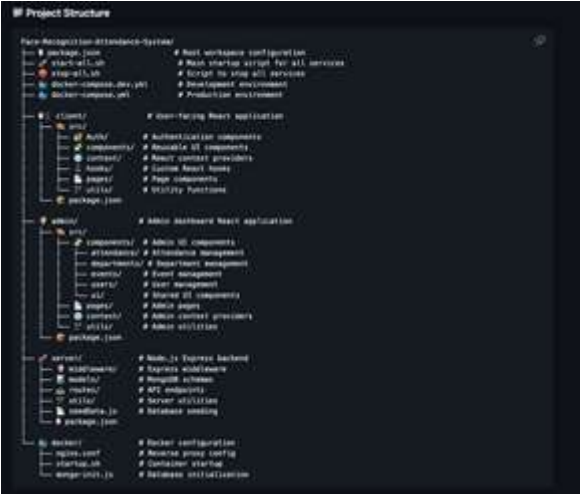 Project Structure
Face-Recognition-Attendance-System/
├── package.json # Root workspace configuration
├── start-all.sh # Main startup script for all services
├── stop-all.sh # Script to stop all services
├── docker-compose.dev.yml # Development environment
├── docker-compose.yml # Production environment
├── client/ # User-facing React application
│ ├── src/
│ │ ├── Auth/ # Authentication components
│ │ ├── components/ # Reusable UI components
│ │ ├── context/ # React context providers
│ │ ├── hooks/ # Custom React hooks
│ │ ├── pages/ # Page components
│ │ └── utils/ # Utility functions
│ └── package.json
├── admin/ # Admin dashboard React application
│ ├── src/
│ │ ├── components/ # Admin UI components
│ │ │ ├── attendance/ # Attendance management
│ │ │ ├── departments/ # Department management
│ │ │ ├── events/ # Event management
│ │ │ ├── users/ # User management
│ │ │ └── ui/ # Shared UI components
│ │ ├── pages/ # Admin pages
│ │ ├── context/ # Admin context providers
│ │ └── utils/ # Admin utilities
│ └── package.json
├── server/ # Node.js Express backend
│ ├── middleware/ # Express middleware
│ ├── models/ # MongoDB schemas
│ ├── routes/ # API endpoints
│ ├── utils/ # Server utilities
│ ├── seedData.js # Database seeding
│ └── package.json
└── docker/ # Docker configuration
├── nginx.conf # Reverse proxy config
├── startup.sh # Container startup
└── mongo-init.js # Database initialization